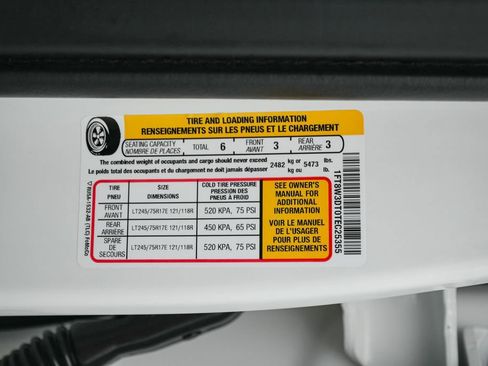 TIRE AND LOADING INFORMATION
RENSEIGNEMENTS SUR LES PNEUS ET LE CHARGEMENT
SEATING CAPACITY
NOMBRE DE PLACES
TOTAL 6
FRONT
AVANT 3
REAR
ARRIÈRE 3
The combined weight of occupants and cargo should never exceed
Le poids total des occupants et du chargement ne doit jamais dépasser
2482 kg or
kg ou 5473 lbs.
lb.
TIRE
PNEU
SIZE
DIMENSIONS
COLD TIRE PRESSURE
PRESSION DES
PNEUS A FROID
FRONT
AVANT
LT245/75R17E 121/118R
520 KPA, 75 PSI
REAR
ARRIÈRE
LT245/75R17E 121/118R
450 KPA, 65 PSI
SPARE
DE
SECOURS
LT245/75R17E 121/118R
520 KPA, 75 PSI
SEE OWNER'S
MANUAL FOR
ADDITIONAL
INFORMATION
VOIR LE MANUEL
DE L'USAGER
POUR PLUS DE
RENSEIGNEMENTS